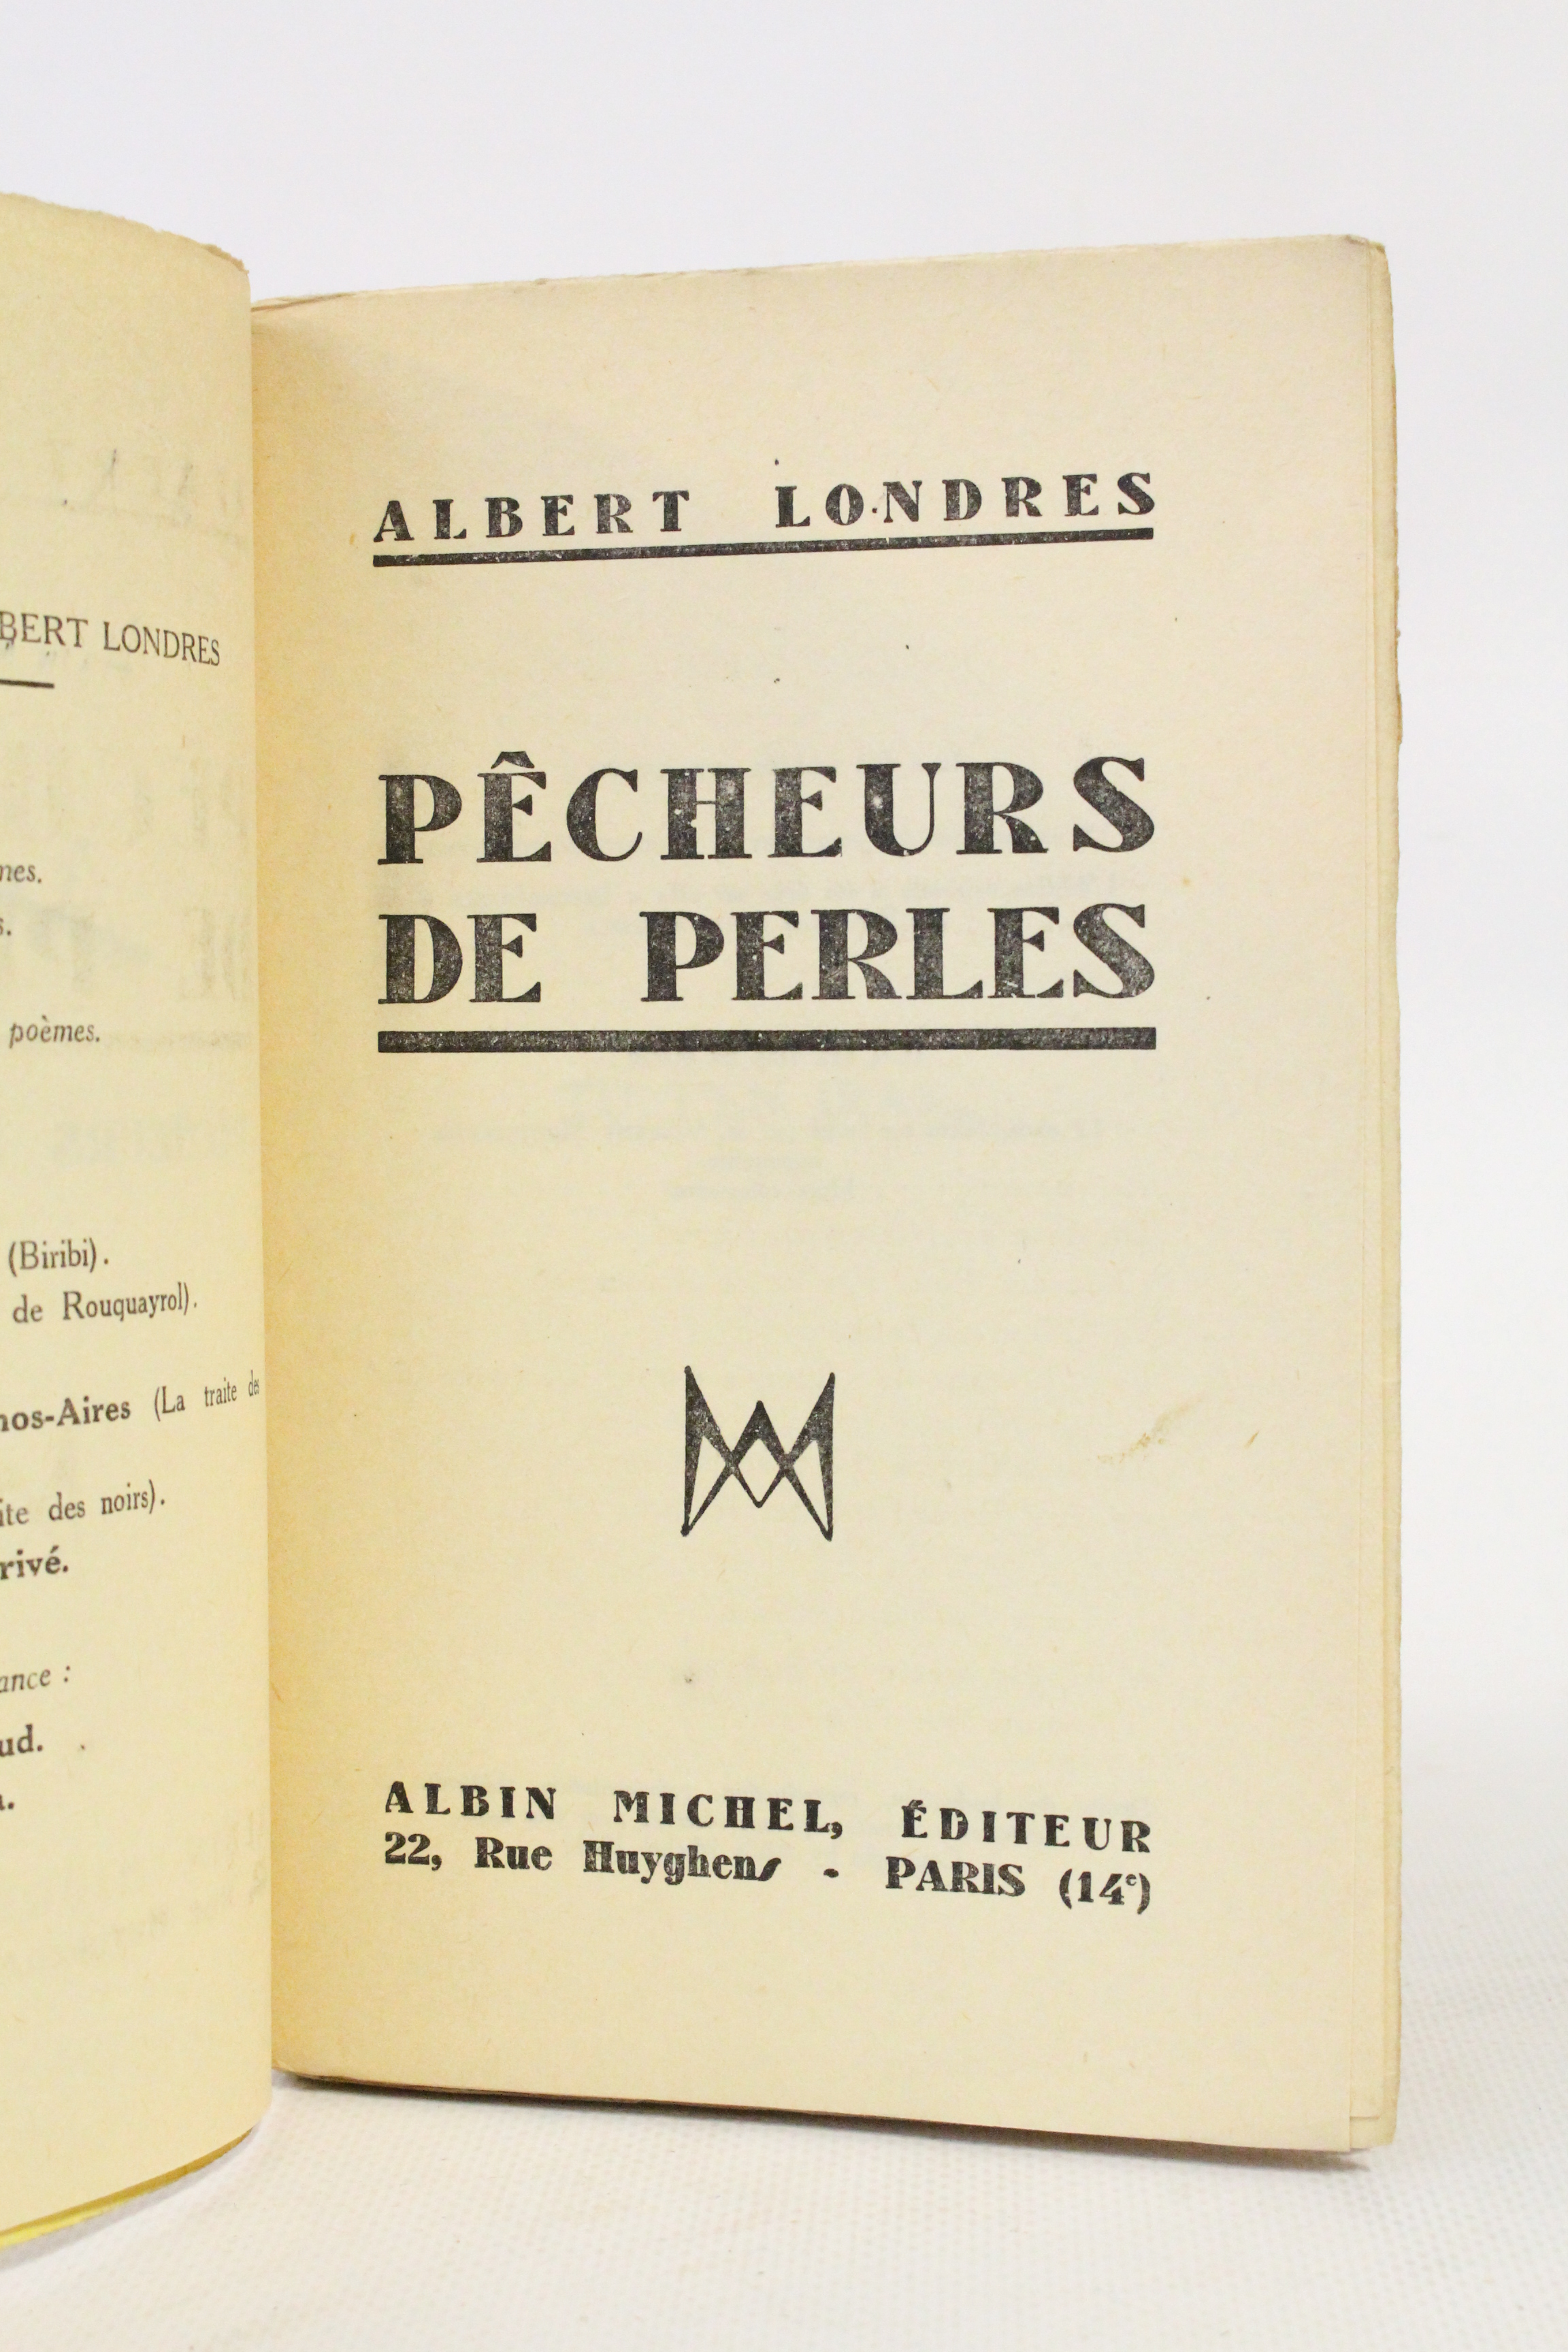 BERT LONDRES
poèmes.
(Biribi).
de Rouquayrol).
nos-Aires (La traite des
ite des noirs).
rivé.
ance :
ud.
ALBERT LONDRES
PÊCHEURS
DE PERLES
ALBIN MICHEL, ÉDITEUR
22, Rue Huyghens - PARIS (14e)